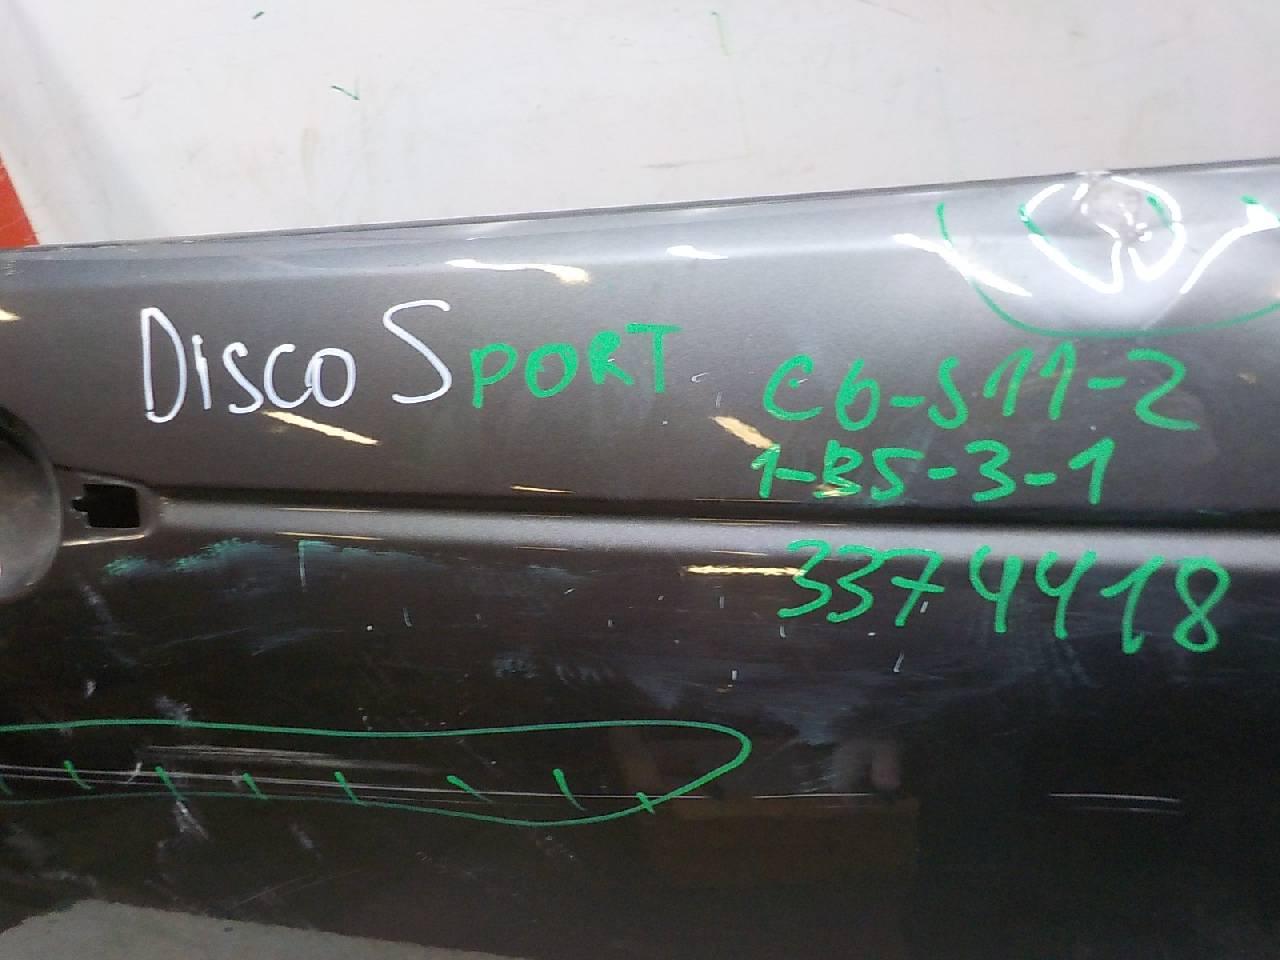 DISCO SPORT
C6-S11-2
1-B5-3-1
3374418